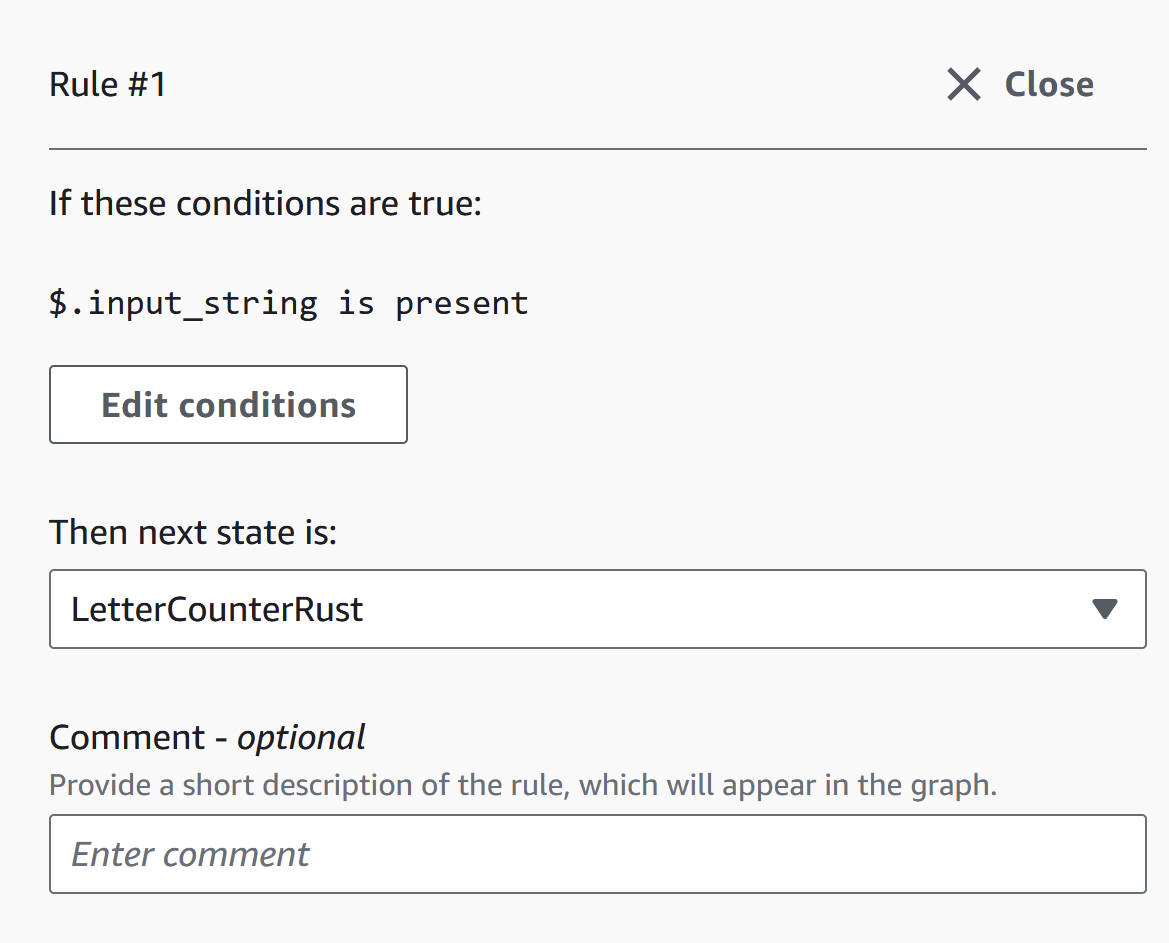 Rule #1
Close
If these conditions are true:
$.input_string is present
Edit conditions
Then next state is:
LetterCounterRust
Comment - optional
Provide a short description of the rule, which will appear in the graph.
Enter comment